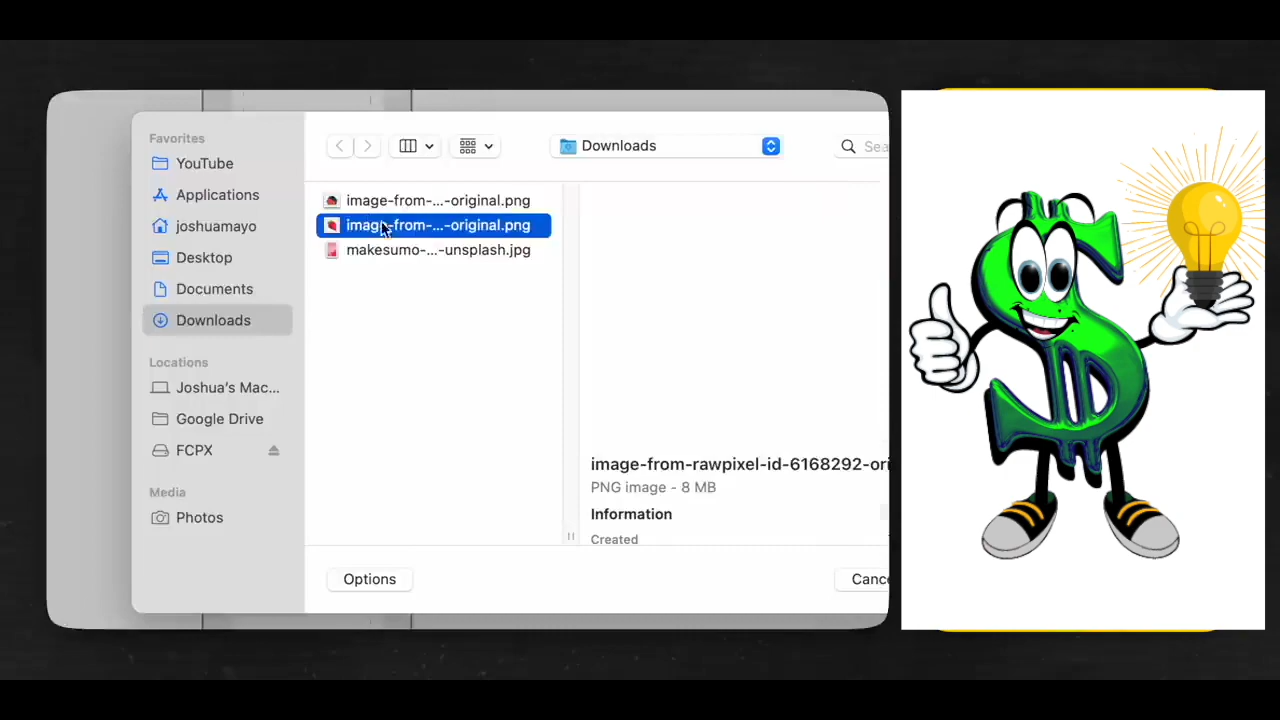 Favorites
YouTube
Applications
joshuamayo
Desktop
Documents
Downloads
Locations
Joshua's Mac...
Google Drive
FCPX
Media
Photos
Downloads
Sea
image-from-...-original.png
image-from-...-original.png
makesumo-...-unsplash.jpg
image-from-rawpixel-id-6168292-ori
PNG image - 8 MB
Information
Created
Options
Cance